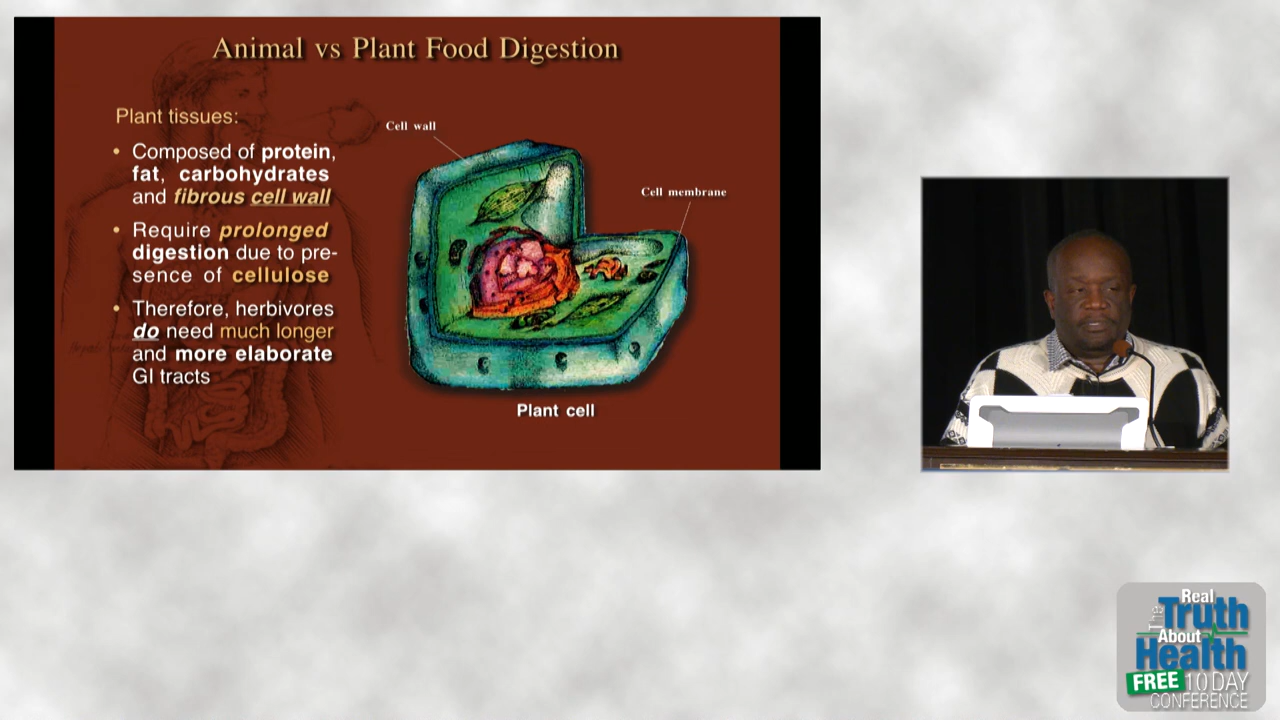 Animal vs Plant Food Digestion
Plant tissues:
• Composed of protein,
fat, carbohydrates
and fibrous cell wall
• Require prolonged
digestion due to pre-
sence of cellulose
• Therefore, herbivores
do need much longer
and more elaborate
GI tracts
Cell wall
Cell membrane
Plant cell
The
Real
Truth
About
Health
FREE 10 DAY
CONFERENCE